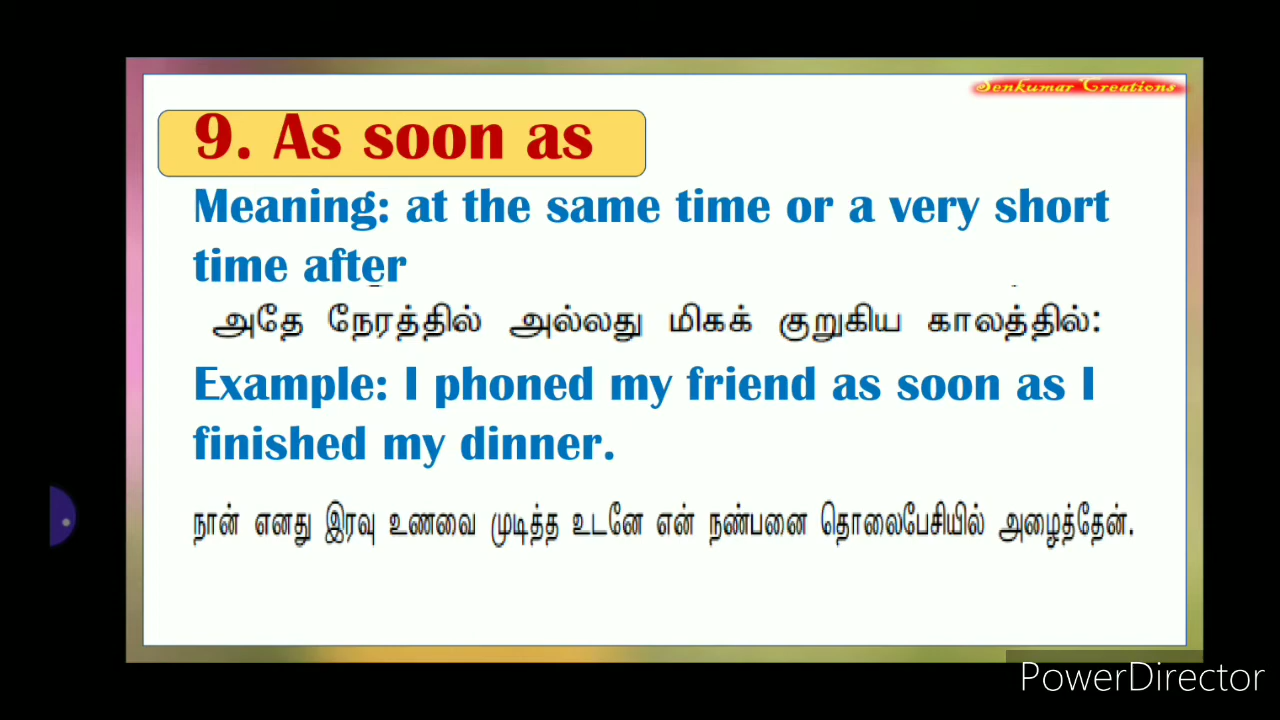 Senkumar Creations
9. As soon as
Meaning: at the same time or a very short
time after
அதே நேரத்தில் அல்லது மிகக் குறுகிய காலத்தில்:
Example: I phoned my friend as soon as I
finished my dinner.
நான் எனது இரவு உணவை முடித்த உடனே என் நண்பனை தொலைபேசியில் அழைத்தேன்.
PowerDirector